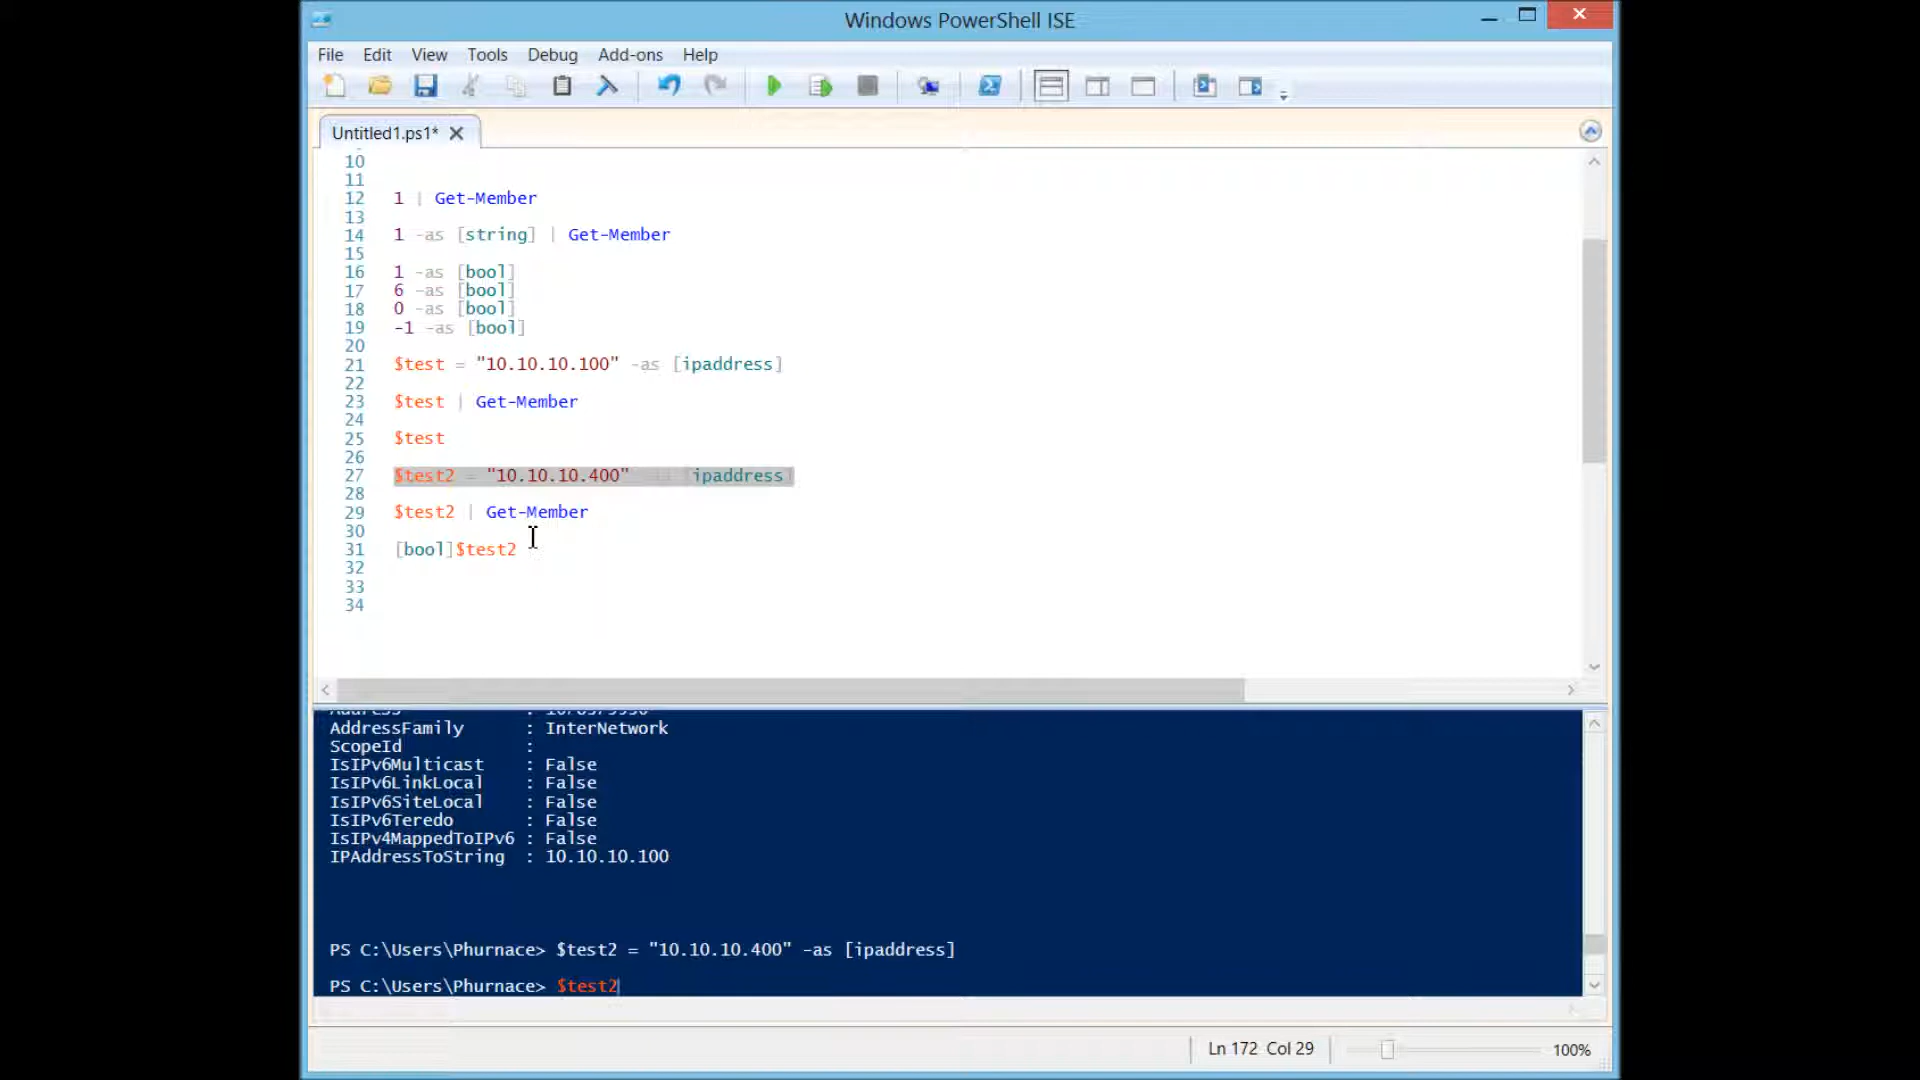 Windows PowerShell ISE
File Edit View Tools Debug Add-ons Help
Untitled1.ps1*
10
11
12 1 | Get-Member
13
14 1 -as [string] | Get-Member
15
16 1 -as [bool]
17 6 -as [bool]
18 0 -as [bool]
19 -1 -as [bool]
20
21 $test = "10.10.10.100" -as [ipaddress]
22
23 $test | Get-Member
24
25 $test
26
27 $test2 = "10.10.10.400" [ipaddress]
28
29 $test2 | Get-Member
30
31 [bool]$test2
32
33
34
AddressFamily : InterNetwork
ScopeId :
IsIPv6Multicast : False
IsIPv6LinkLocal : False
IsIPv6SiteLocal : False
IsIPv6Teredo : False
IsIPv4MappedToIPv6 : False
IPAddressToString : 10.10.10.100
PS C:\Users\Phurnace> $test2 = "10.10.10.400" -as [ipaddress]
PS C:\Users\Phurnace> $test2
Ln 172 Col 29 100%